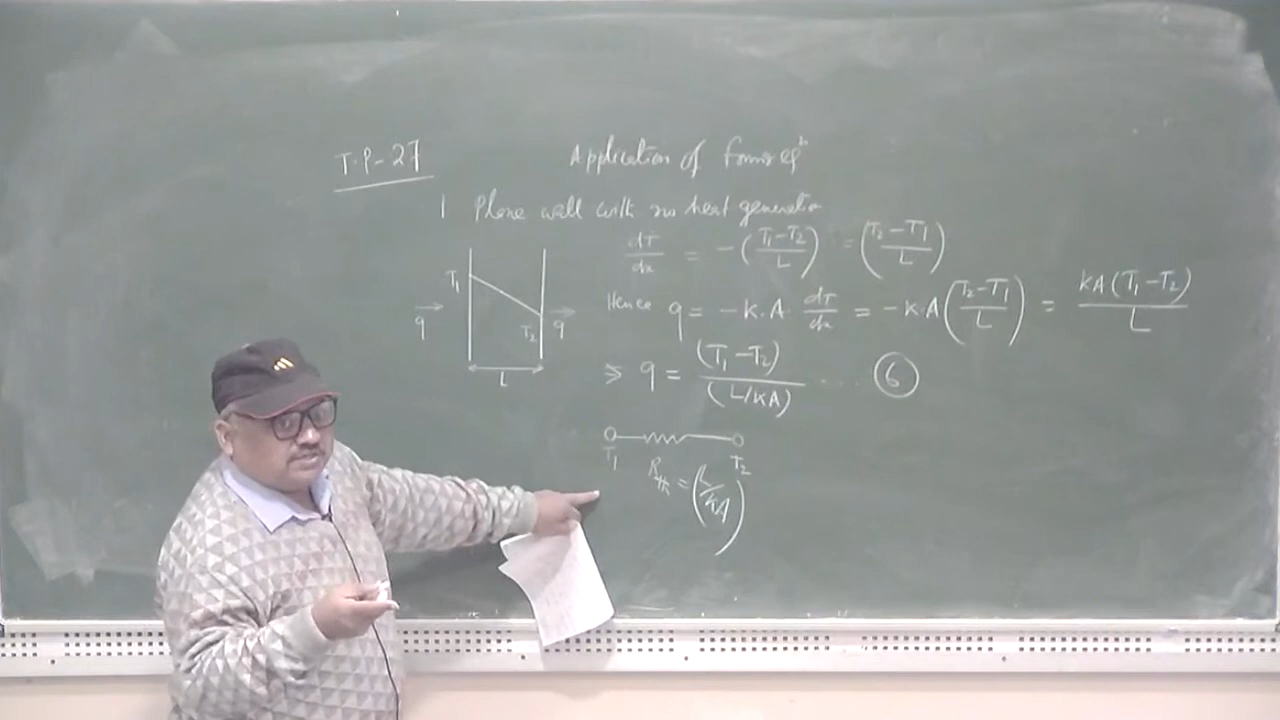 T.P-27
Application of Fourier eqⁿ
1 Plane wall with no heat generation
dT/dx = -((T₁-T₂)/L) = ((T₂-T₁)/L)
T₁
T₂
q
q
L
Hence q = -K.A. dT/dx = -K.A((T₂-T₁)/L) = KA(T₁-T₂)/L
⇒ q = (T₁-T₂)/(L/KA) ... ⑥
T₁ T₂
Rth = (L/KA)